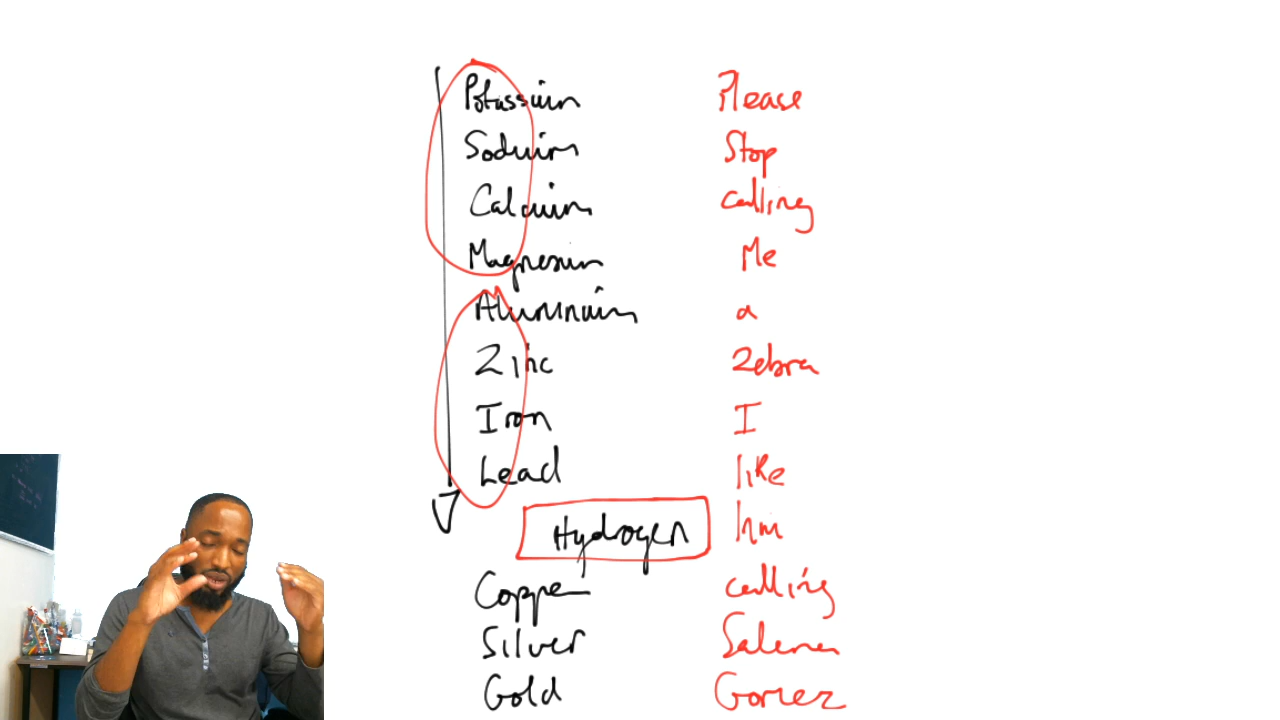 Potassium Please
Sodium Stop
Calcium calling
Magnesium Me
Aluminium a
Zinc Zebra
Iron I
Lead like
Hydrogen him
Copper calling
Silver Salena
Gold Gomez